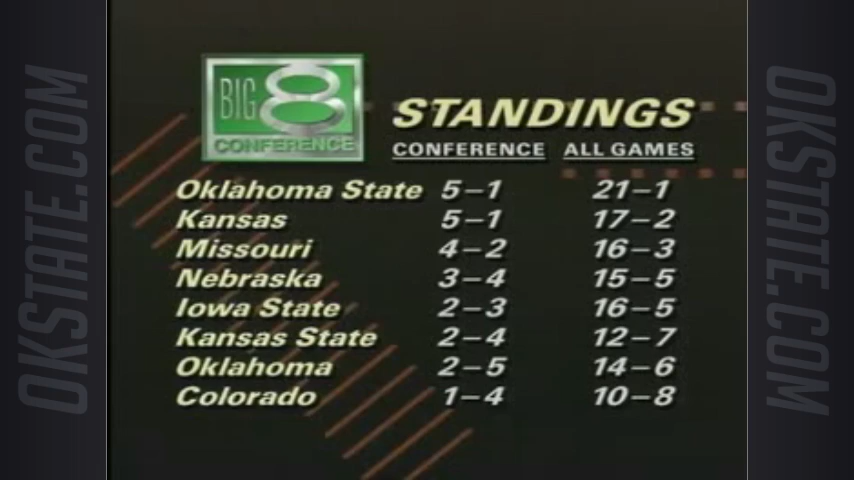 OKSTATE.COM
BIG 8
CONFERENCE
STANDINGS
CONFERENCE ALL GAMES
Oklahoma State 5-1 21-1
Kansas 5-1 17-2
Missouri 4-2 16-3
Nebraska 3-4 15-5
Iowa State 2-3 16-5
Kansas State 2-4 12-7
Oklahoma 2-5 14-6
Colorado 1-4 10-8
OKSTATE.COM